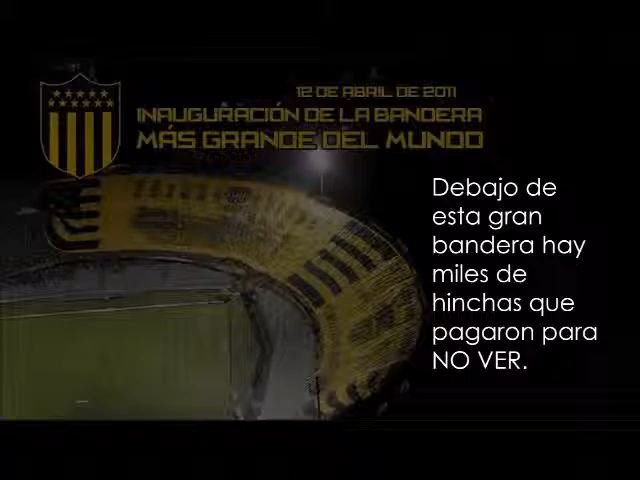 12 DE ABRIL DE 2011
INAUGURACIÓN DE LA BANDERA
MÁS GRANDE DEL MUNDO
Debajo de
esta gran
bandera hay
miles de
hinchas que
pagaron para
NO VER.